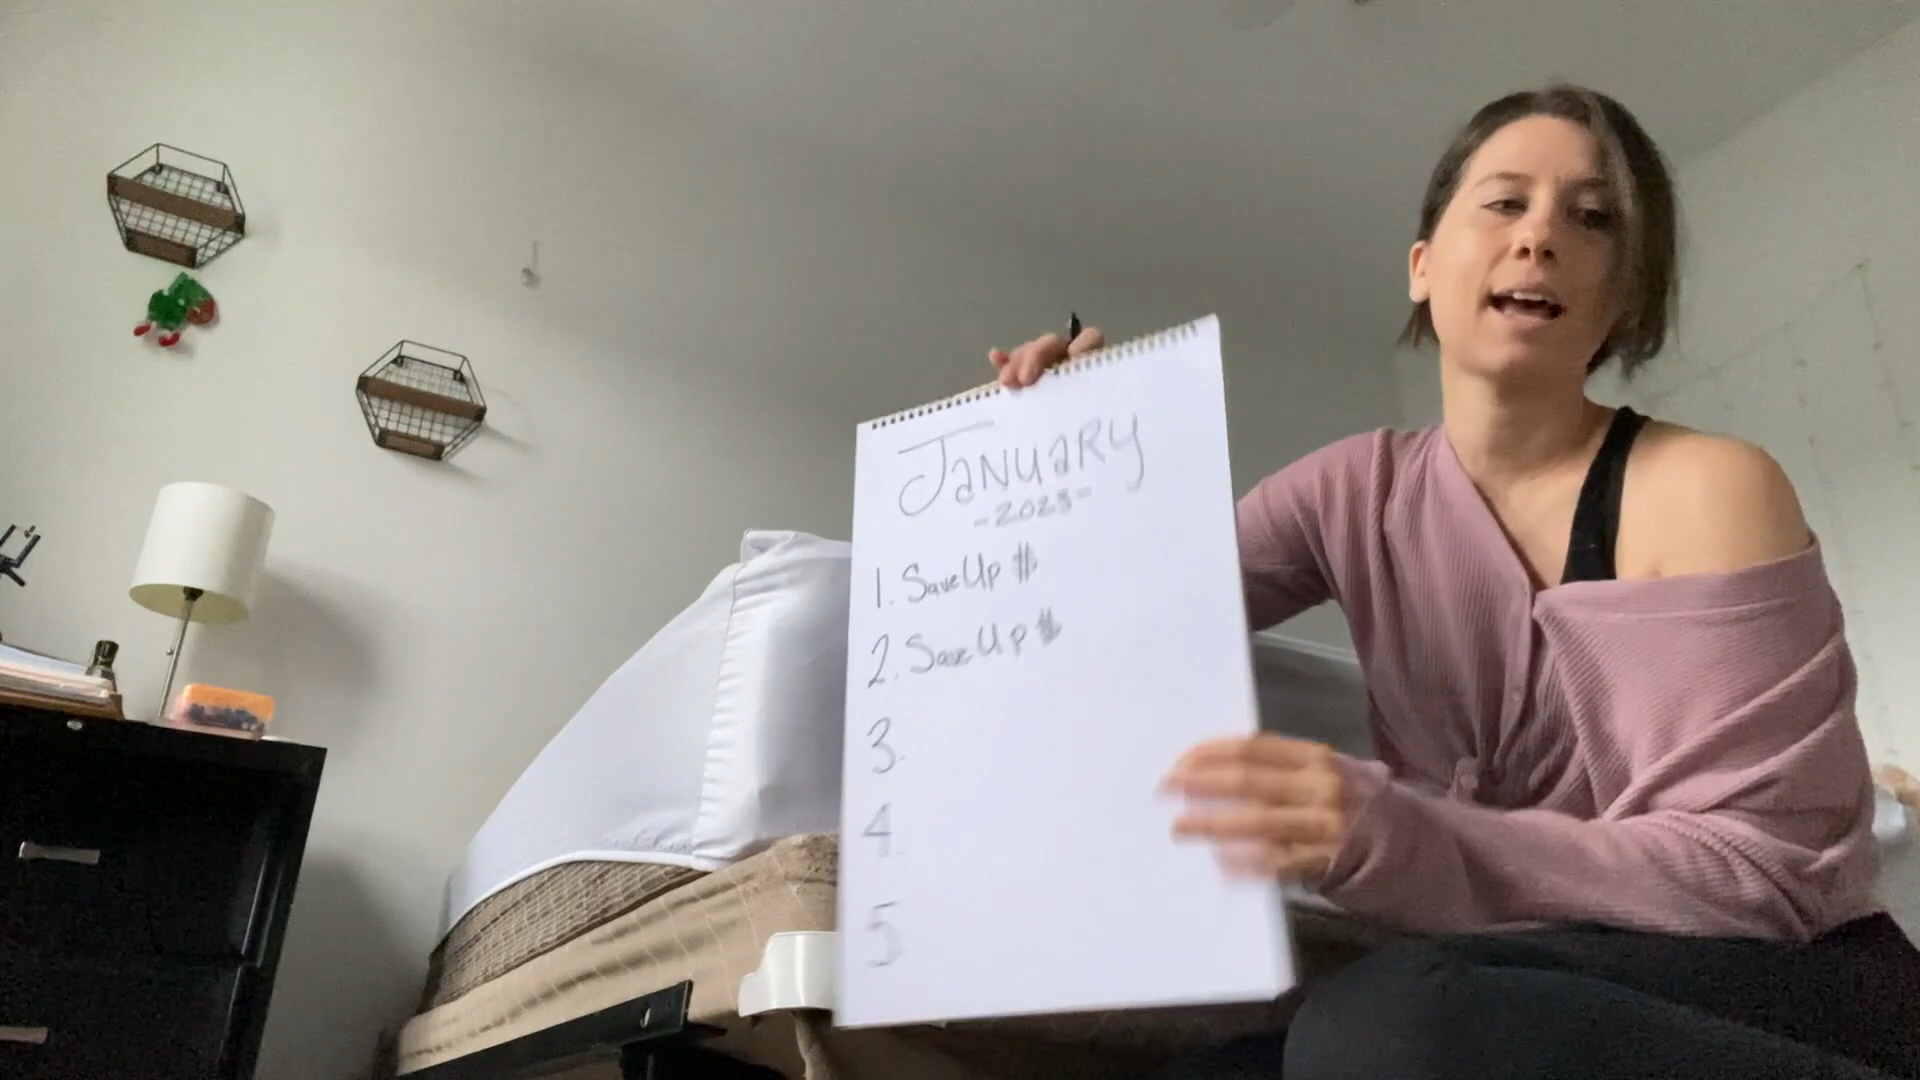 JaNuaRy
-2023-
1. Save Up $.
2. Save Up $
3.
4.
5